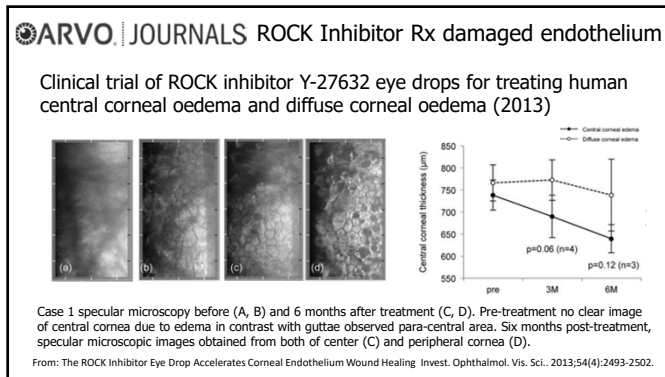 ARVO. JOURNALS ROCK Inhibitor Rx damaged endothelium
Clinical trial of ROCK inhibitor Y-27632 eye drops for treating human
central corneal oedema and diffuse corneal oedema (2013)
(a)
(b)
(c)
(d)
Central corneal edema
Diffuse corneal edema
Central corneal thickness (μm)
850
800
750
700
650
600
550
p=0.06 (n=4)
p=0.12 (n=3)
pre 3M 6M
Case 1 specular microscopy before (A, B) and 6 months after treatment (C, D). Pre-treatment no clear image
of central cornea due to edema in contrast with guttae observed para-central area. Six months post-treatment,
specular microscopic images obtained from both of center (C) and peripheral cornea (D).
From: The ROCK Inhibitor Eye Drop Accelerates Corneal Endothelium Wound Healing Invest. Ophthalmol. Vis. Sci.. 2013;54(4):2493-2502.